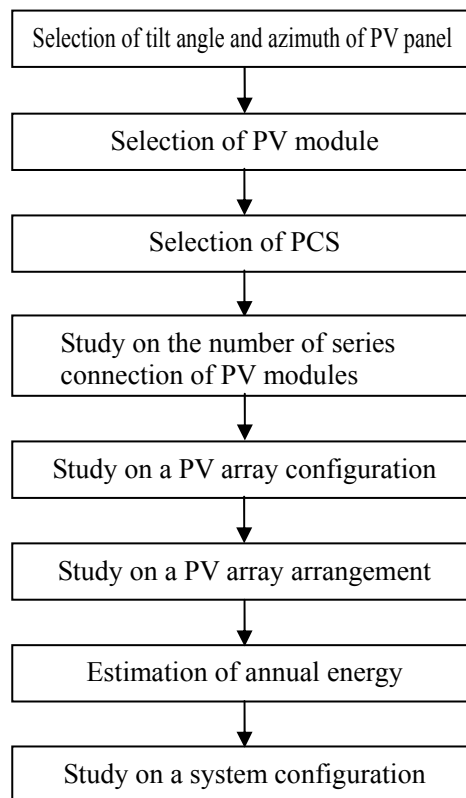 Selection of tilt angle and azimuth of PV panel
Selection of PV module
Selection of PCS
Study on the number of series
connection of PV modules
Study on a PV array configuration
Study on a PV array arrangement
Estimation of annual energy
Study on a system configuration